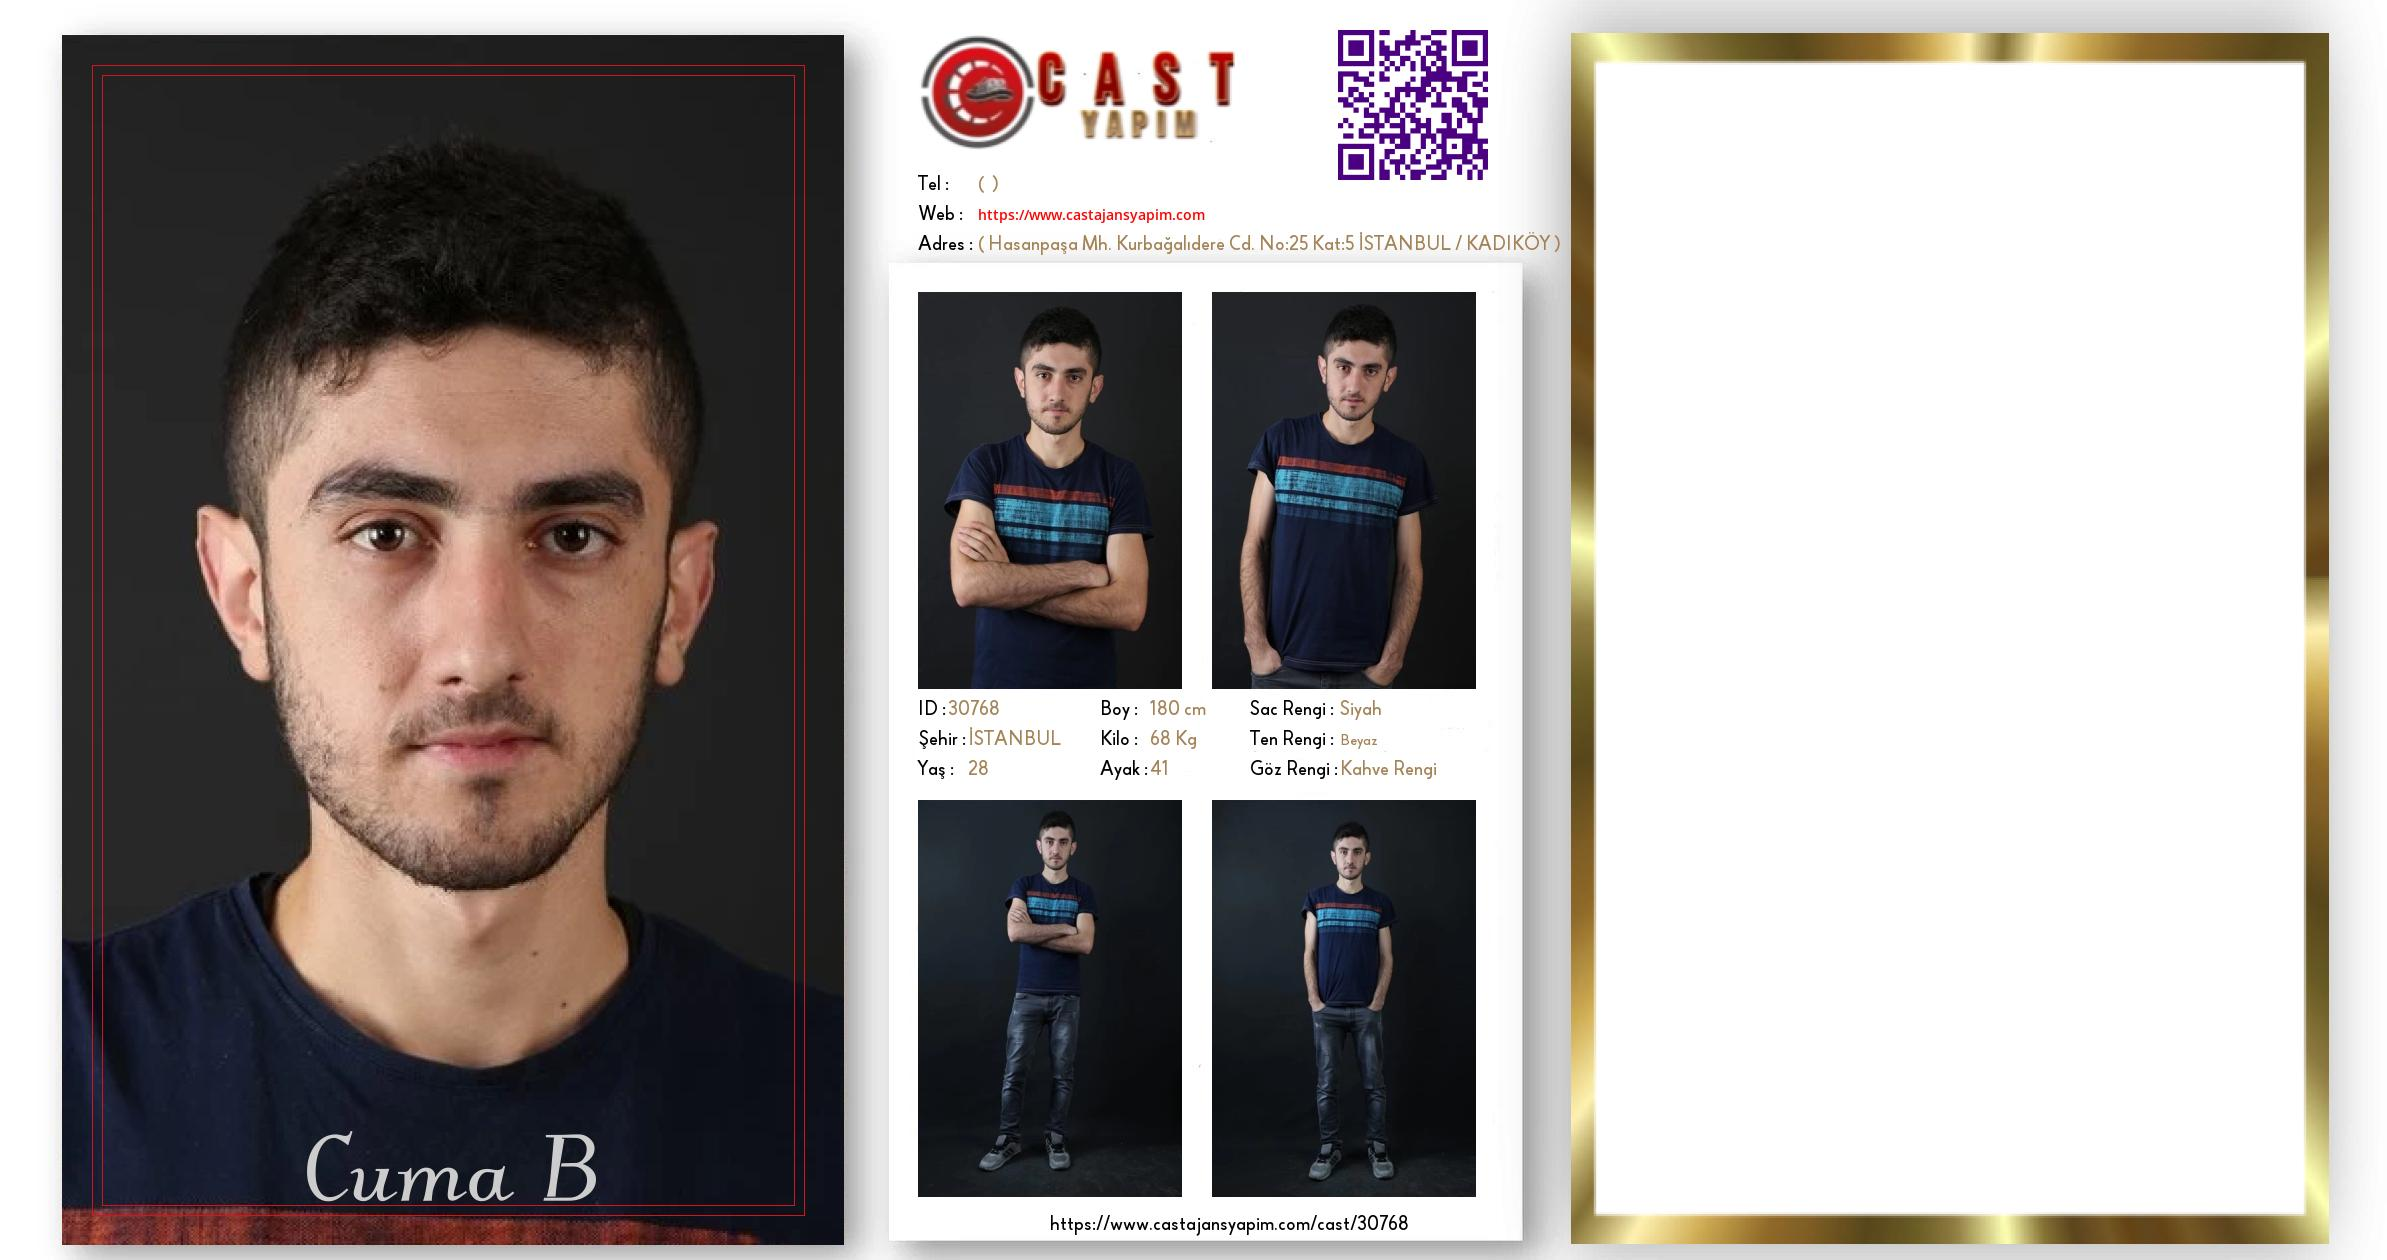 Cuma B
CAST
YAPIM
Tel : ( )
Web : https://www.castajansyapim.com
Adres : ( Hasanpaşa Mh. Kurbağalıdere Cd. No:25 Kat:5 İSTANBUL / KADIKÖY )
ID : 30768 Boy : 180 cm Sac Rengi : Siyah
Şehir : İSTANBUL Kilo : 68 Kg Ten Rengi : Beyaz
Yaş : 28 Ayak : 41 Göz Rengi : Kahve Rengi
https://www.castajansyapim.com/cast/30768